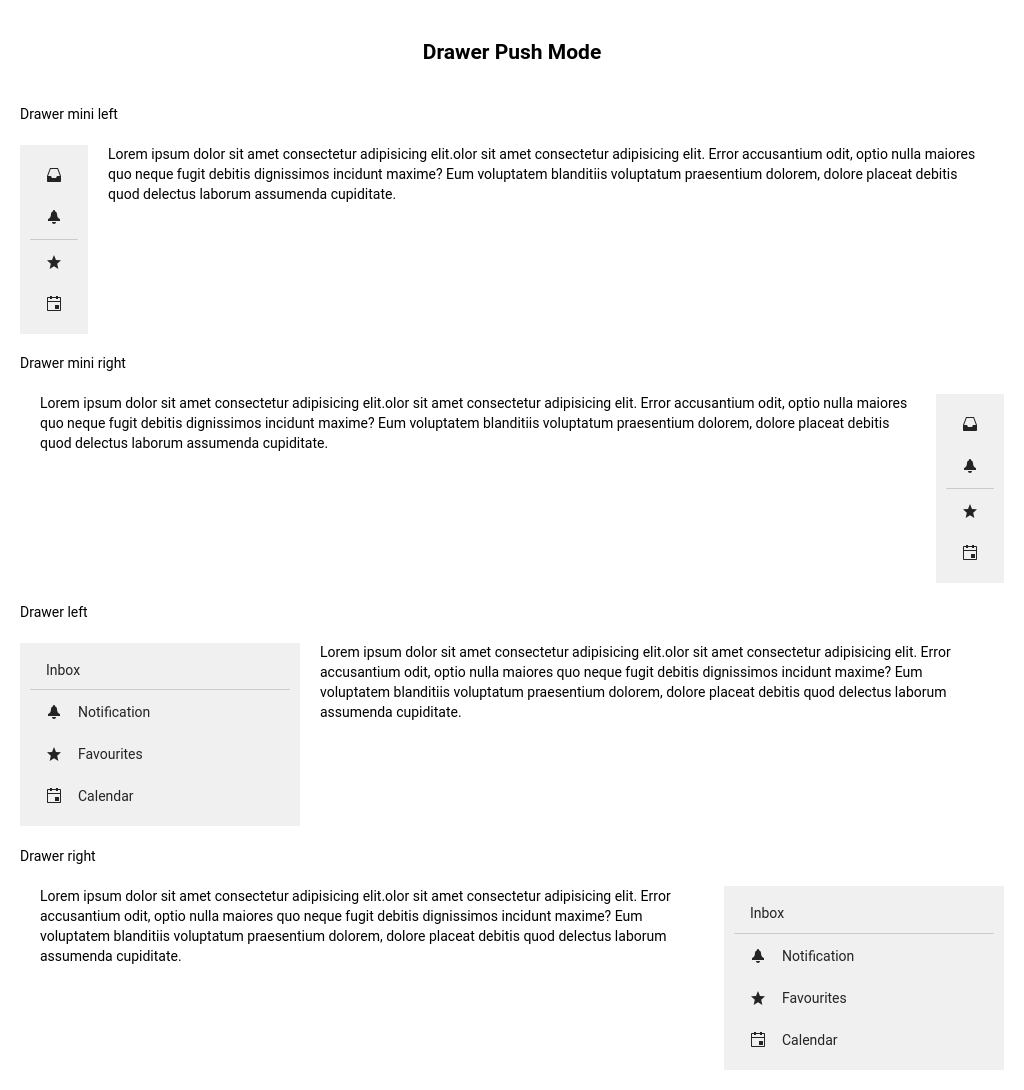 Drawer Push Mode
Drawer mini left
Lorem ipsum dolor sit amet consectetur adipisicing elit.olor sit amet consectetur adipisicing elit. Error accusantium odit, optio nulla maiores
quo neque fugit debitis dignissimos incidunt maxime? Eum voluptatem blanditiis voluptatum praesentium dolorem, dolore placeat debitis
quod delectus laborum assumenda cupiditate.
Drawer mini right
Lorem ipsum dolor sit amet consectetur adipisicing elit.olor sit amet consectetur adipisicing elit. Error accusantium odit, optio nulla maiores
quo neque fugit debitis dignissimos incidunt maxime? Eum voluptatem blanditiis voluptatum praesentium dolorem, dolore placeat debitis
quod delectus laborum assumenda cupiditate.
Drawer left
Inbox
Notification
Favourites
Calendar
Lorem ipsum dolor sit amet consectetur adipisicing elit.olor sit amet consectetur adipisicing elit. Error
accusantium odit, optio nulla maiores quo neque fugit debitis dignissimos incidunt maxime? Eum
voluptatem blanditiis voluptatum praesentium dolorem, dolore placeat debitis quod delectus laborum
assumenda cupiditate.
Drawer right
Lorem ipsum dolor sit amet consectetur adipisicing elit.olor sit amet consectetur adipisicing elit. Error
accusantium odit, optio nulla maiores quo neque fugit debitis dignissimos incidunt maxime? Eum
voluptatem blanditiis voluptatum praesentium dolorem, dolore placeat debitis quod delectus laborum
assumenda cupiditate.
Inbox
Notification
Favourites
Calendar